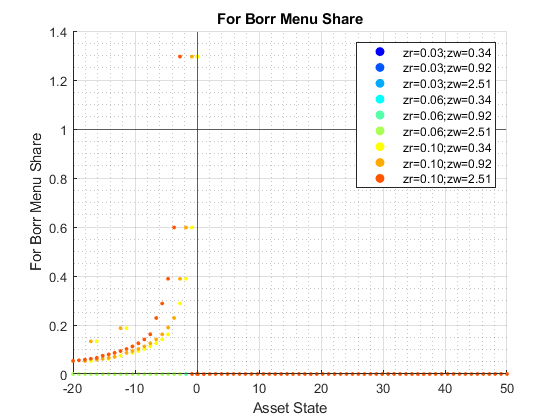 For Borr Menu Share
1.4
1.2
1
0.8
0.6
0.4
0.2
0
For Borr Menu Share
zr=0.03;zw=0.34
zr=0.03;zw=0.92
zr=0.03;zw=2.51
zr=0.06;zw=0.34
zr=0.06;zw=0.92
zr=0.06;zw=2.51
zr=0.10;zw=0.34
zr=0.10;zw=0.92
zr=0.10;zw=2.51
-20 -10 0 10 20 30 40 50
Asset State